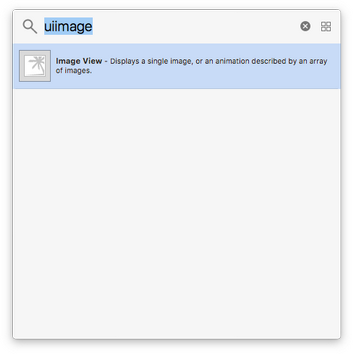 uiimage
Image View - Displays a single image, or an animation described by an array
of images.